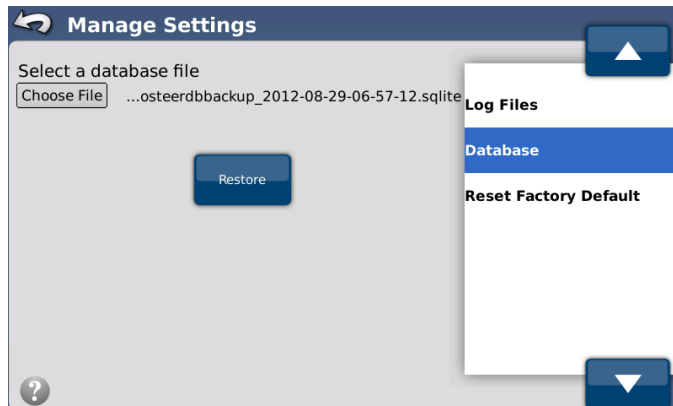 Manage Settings
Select a database file
Choose File ...osteerdbbackup_2012-08-29-06-57-12.sqlite
Restore
Log Files
Database
Reset Factory Default
?